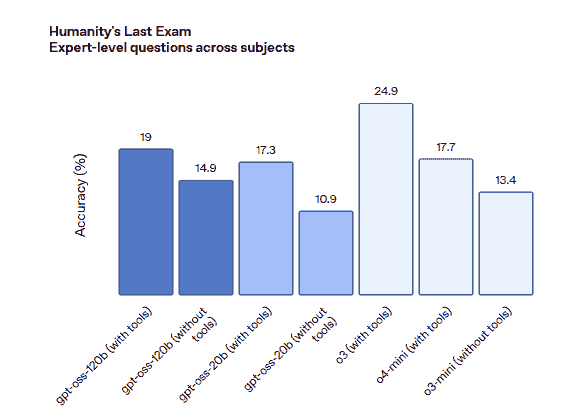 Humanity's Last Exam
Expert-level questions across subjects
Accuracy (%)
19
14.9
17.3
10.9
24.9
17.7
13.4
gpt-oss-120b (with tools)
gpt-oss-120b (without
tools)
gpt-oss-20b (with tools)
gpt-oss-20b (without
tools)
o3 (with tools)
o4-mini (with tools)
o3-mini (without tools)